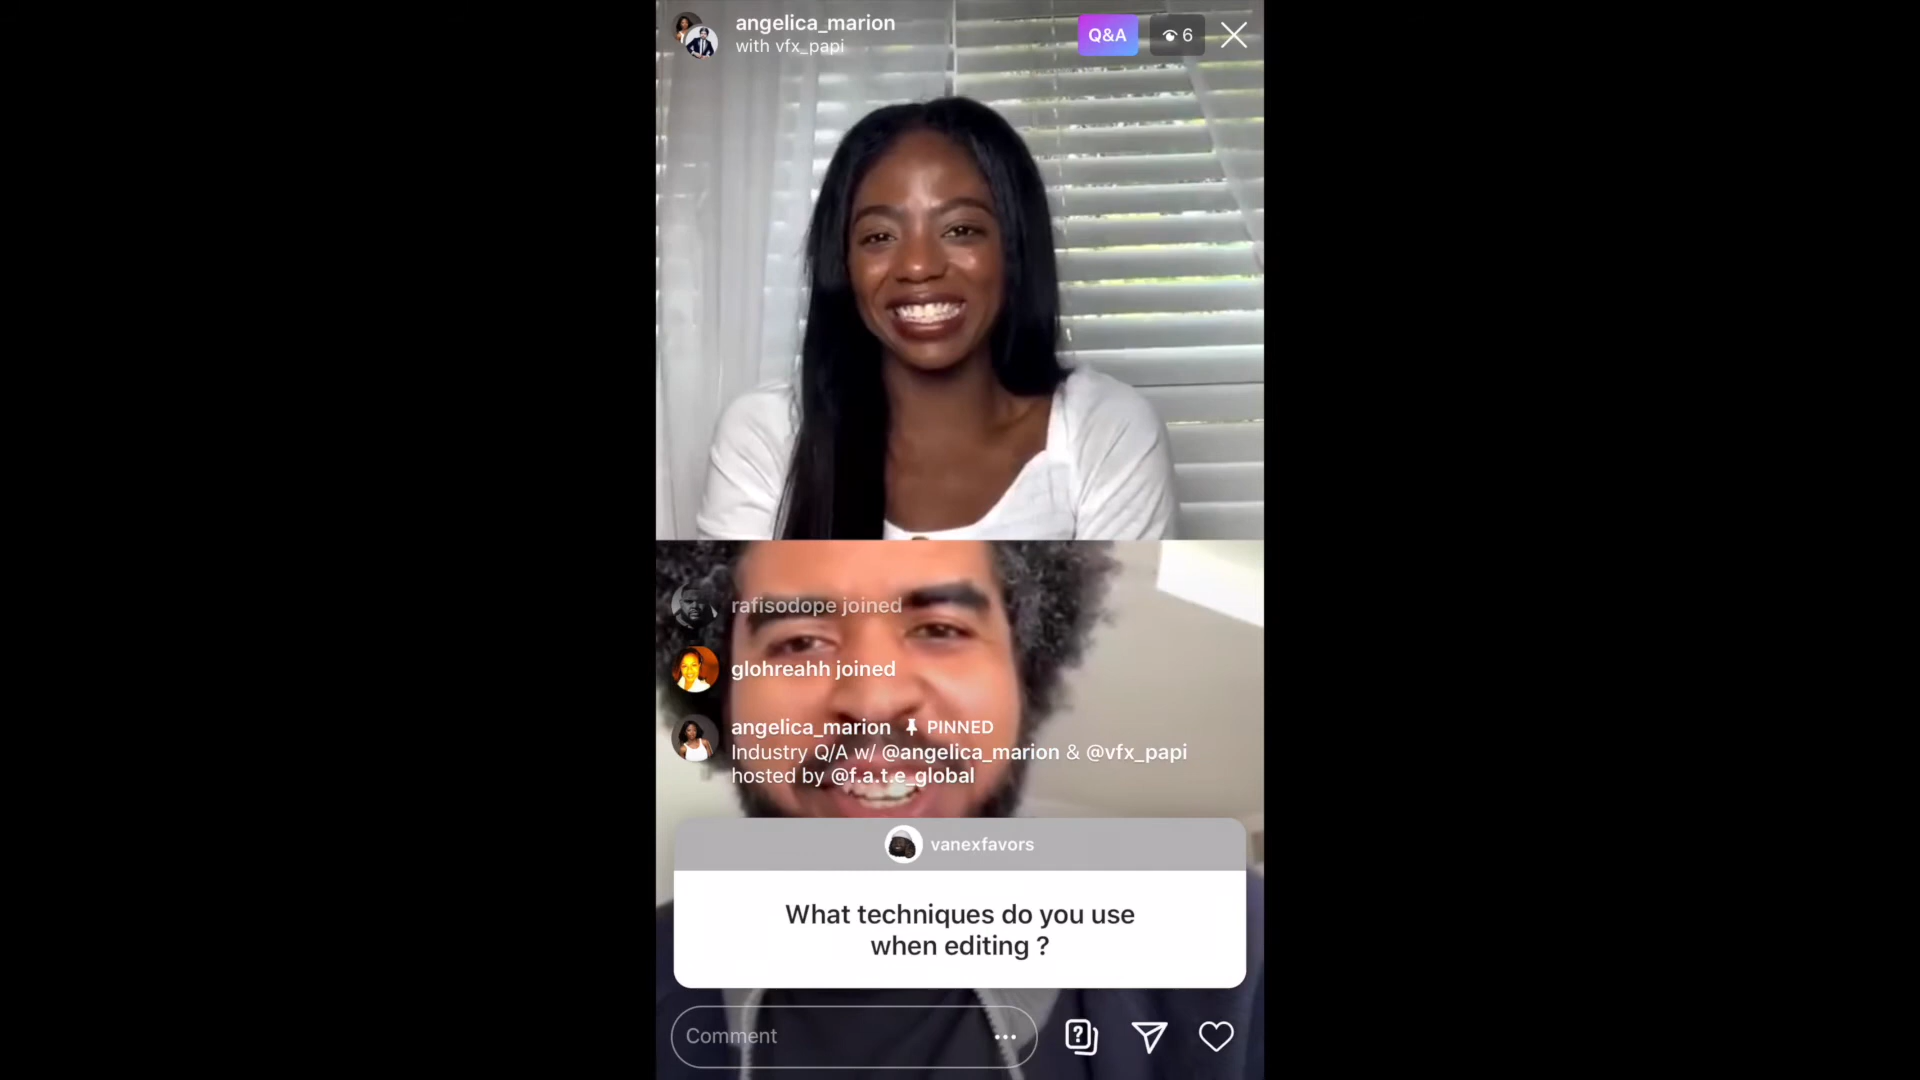 angelica_marion
with vfx_papi
Q&A
6
rafisodope joined
glohreahh joined
angelica_marion PINNED
Industry Q/A w/ @angelica_marion & @vfx_papi
hosted by @f.a.t.e_global
vanexfavors
What techniques do you use
when editing ?
Comment